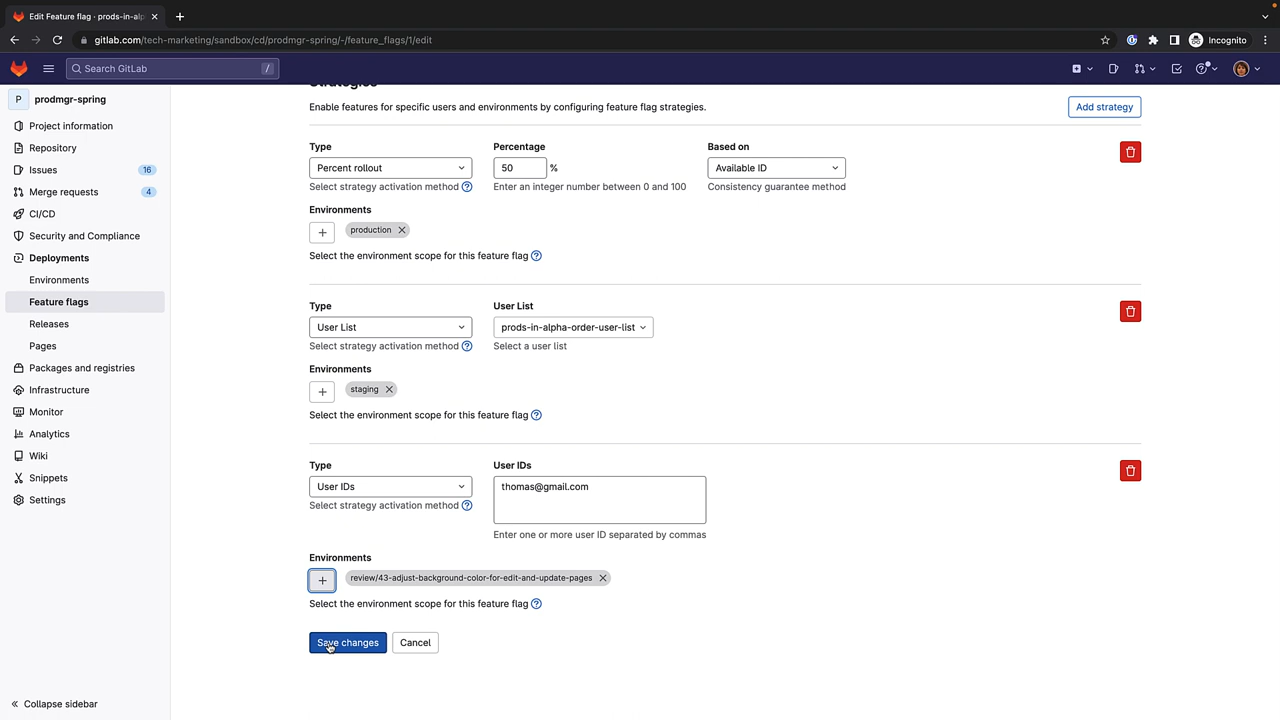 Edit Feature flag · prods-in-alp
gitlab.com/tech-marketing/sandbox/cd/prodmgr-spring/-/feature_flags/1/edit
Incognito
Search GitLab
/
P
prodmgr-spring
Project information
Repository
Issues
16
Merge requests
4
CI/CD
Security and Compliance
Deployments
Environments
Feature flags
Releases
Pages
Packages and registries
Infrastructure
Monitor
Analytics
Wiki
Snippets
Settings
Collapse sidebar
Strategies
Enable features for specific users and environments by configuring feature flag strategies.
Add strategy
Type
Percentage
Based on
Percent rollout
50
%
Available ID
Select strategy activation method
Enter an integer number between 0 and 100
Consistency guarantee method
Environments
production
Select the environment scope for this feature flag
Type
User List
User List
prods-in-alpha-order-user-list
Select strategy activation method
Select a user list
Environments
staging
Select the environment scope for this feature flag
Type
User IDs
User IDs
thomas@gmail.com
Select strategy activation method
Enter one or more user ID separated by commas
Environments
review/43-adjust-background-color-for-edit-and-update-pages
Select the environment scope for this feature flag
Save changes
Cancel